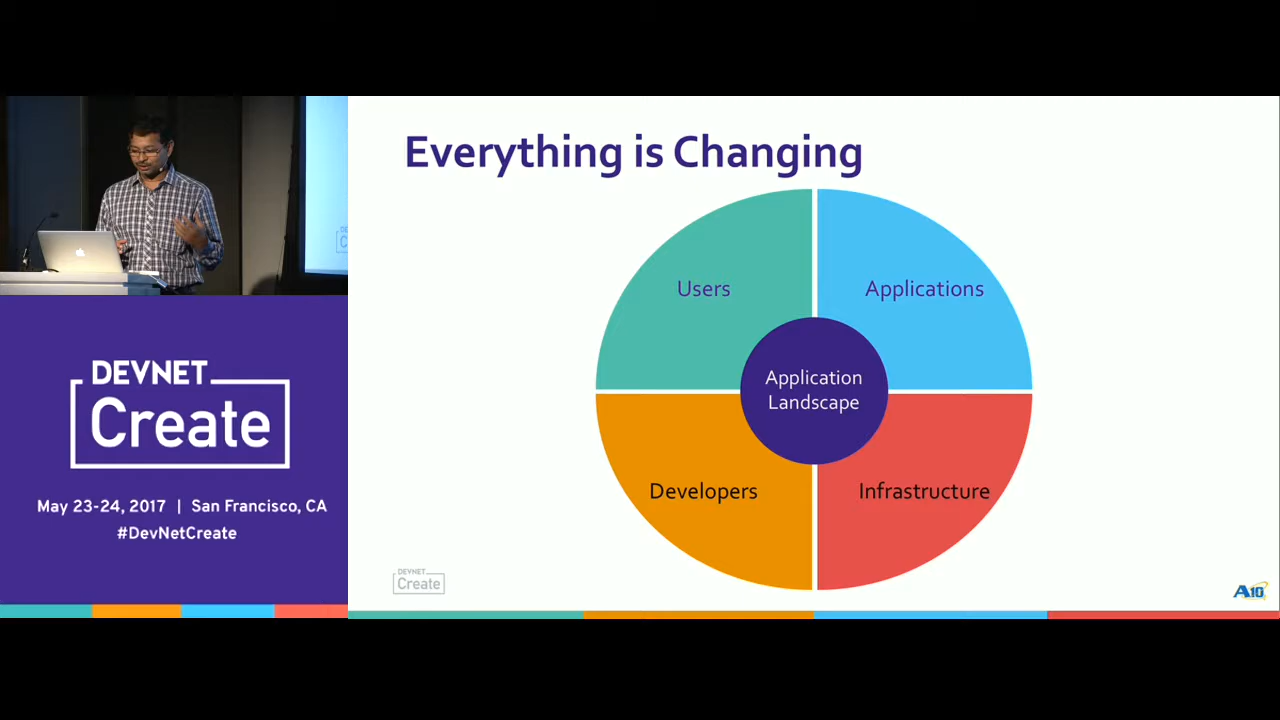 Everything is Changing
Users
Applications
Application
Landscape
Developers
Infrastructure
DEVNET
Create
May 23-24, 2017 | San Francisco, CA
#DevNetCreate
DEVNET
Create
A10